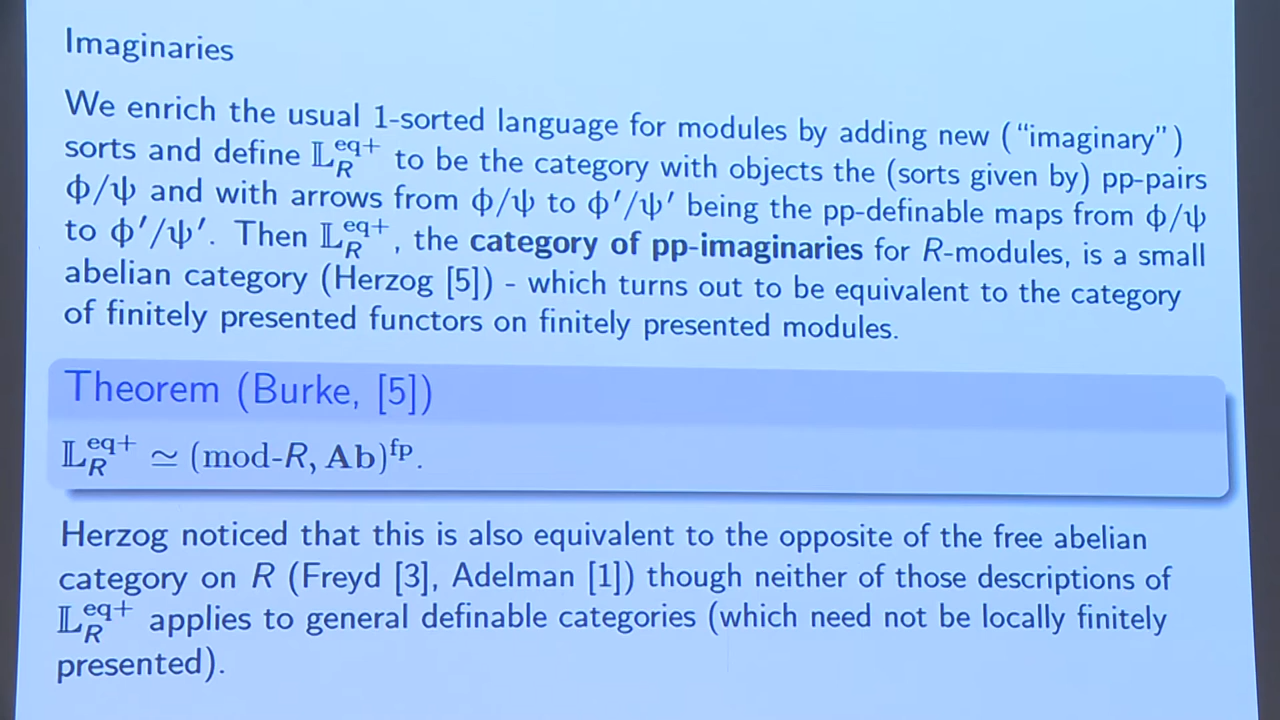 Imaginaries
We enrich the usual 1-sorted language for modules by adding new (“imaginary”)
sorts and define 𝕃_R^{eq+} to be the category with objects the (sorts given by) pp-pairs
ϕ/ψ and with arrows from ϕ/ψ to ϕ′/ψ′ being the pp-definable maps from ϕ/ψ
to ϕ′/ψ′. Then 𝕃_R^{eq+}, the category of pp-imaginaries for R-modules, is a small
abelian category (Herzog [5]) - which turns out to be equivalent to the category
of finitely presented functors on finitely presented modules.
Theorem (Burke, [5])
𝕃_R^{eq+} ≃ (mod-R, Ab)^{fp}.
Herzog noticed that this is also equivalent to the opposite of the free abelian
category on R (Freyd [3], Adelman [1]) though neither of those descriptions of
𝕃_R^{eq+} applies to general definable categories (which need not be locally finitely
presented).